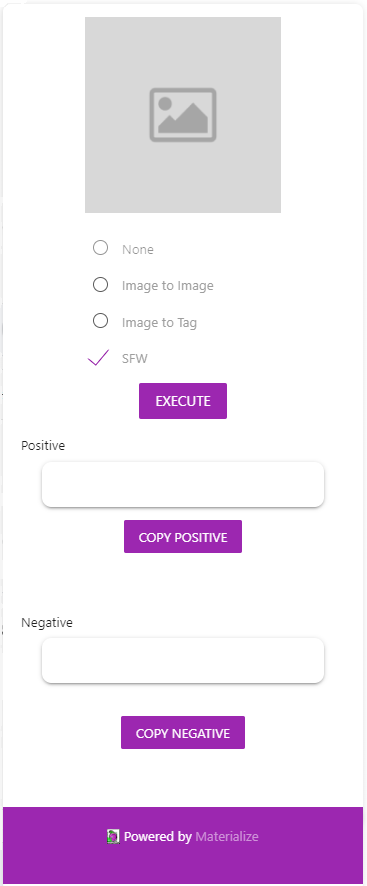 None
Image to Image
Image to Tag
SFW
EXECUTE
Positive
COPY POSITIVE
Negative
COPY NEGATIVE
Powered by Materialize